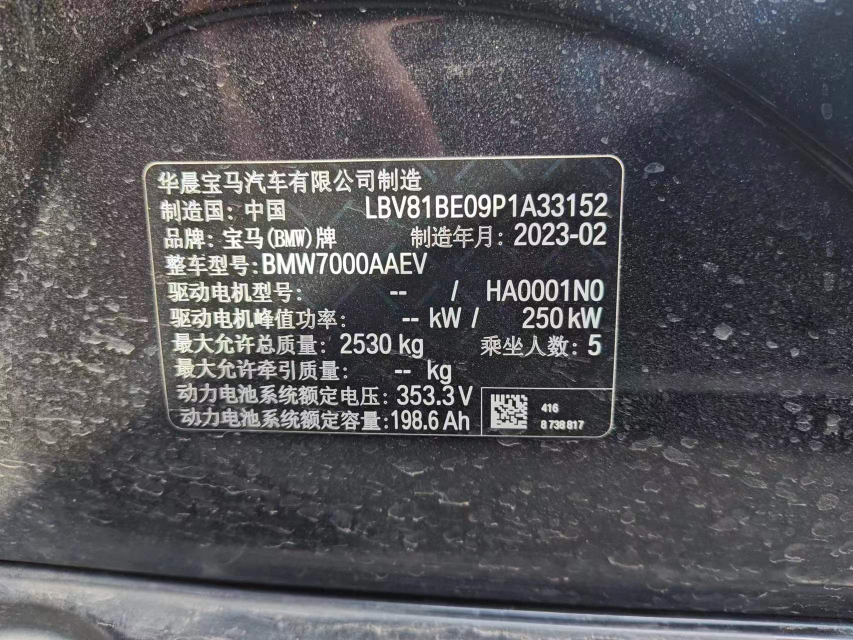 华晨宝马汽车有限公司制造
制造国: 中国 LBV81BE09P1A33152
品牌: 宝马(BMW)牌 制造年月: 2023-02
整车型号: BMW7000AAEV
驱动电机型号: -- / HA0001N0
驱动电机峰值功率: -- kW / 250 kW
最大允许总质量: 2530 kg 乘坐人数: 5
最大允许牵引质量: -- kg
动力电池系统额定电压: 353.3 V
动力电池系统额定容量: 198.6 Ah
416
8 738 817